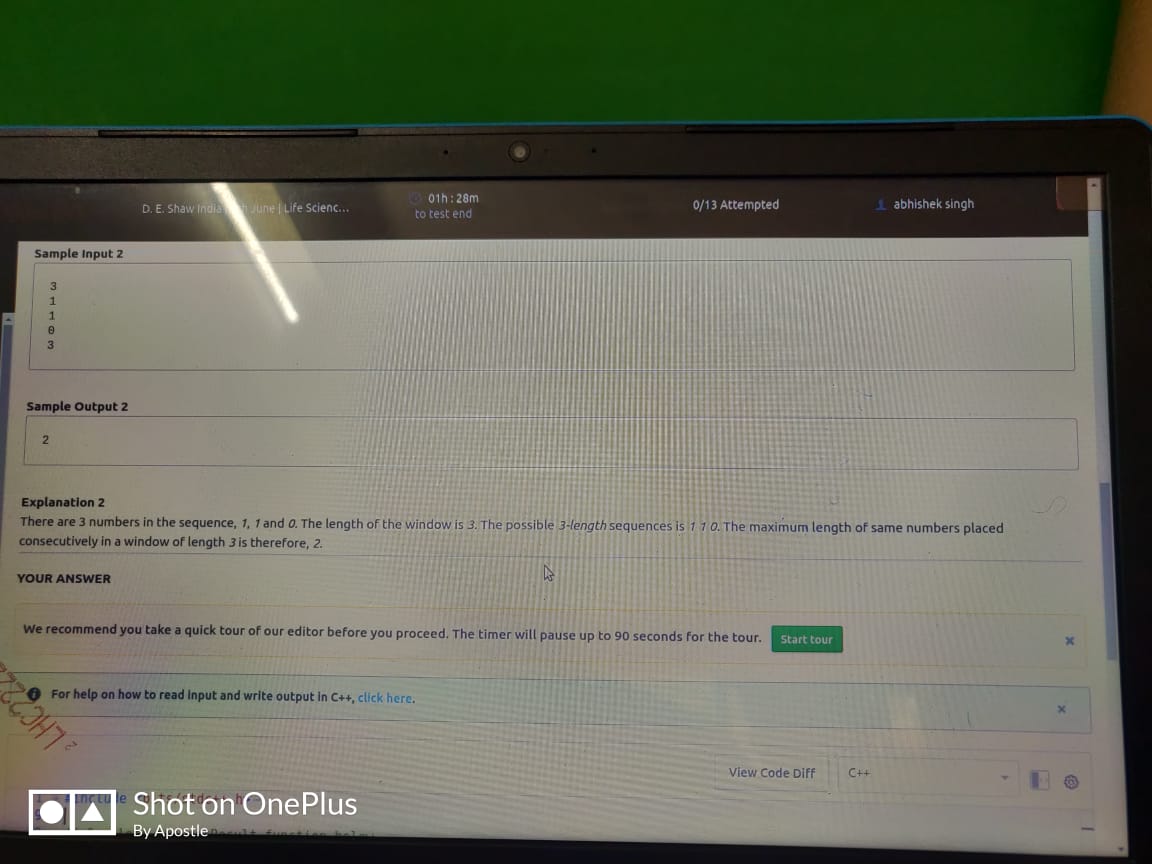 D. E. Shaw India June | Life Scienc...
01h : 28m
to test end
0/13 Attempted
abhishek singh
Sample Input 2
3
1
1
0
3
Sample Output 2
2
Explanation 2
There are 3 numbers in the sequence, 1, 1 and 0. The length of the window is 3. The possible 3-length sequences is 1 1 0. The maximum length of same numbers placed
consecutively in a window of length 3 is therefore, 2.
YOUR ANSWER
We recommend you take a quick tour of our editor before you proceed. The timer will pause up to 90 seconds for the tour.
Start tour
For help on how to read input and write output in C++, click here.
View Code Diff
C++
Shot on OnePlus
By Apostle